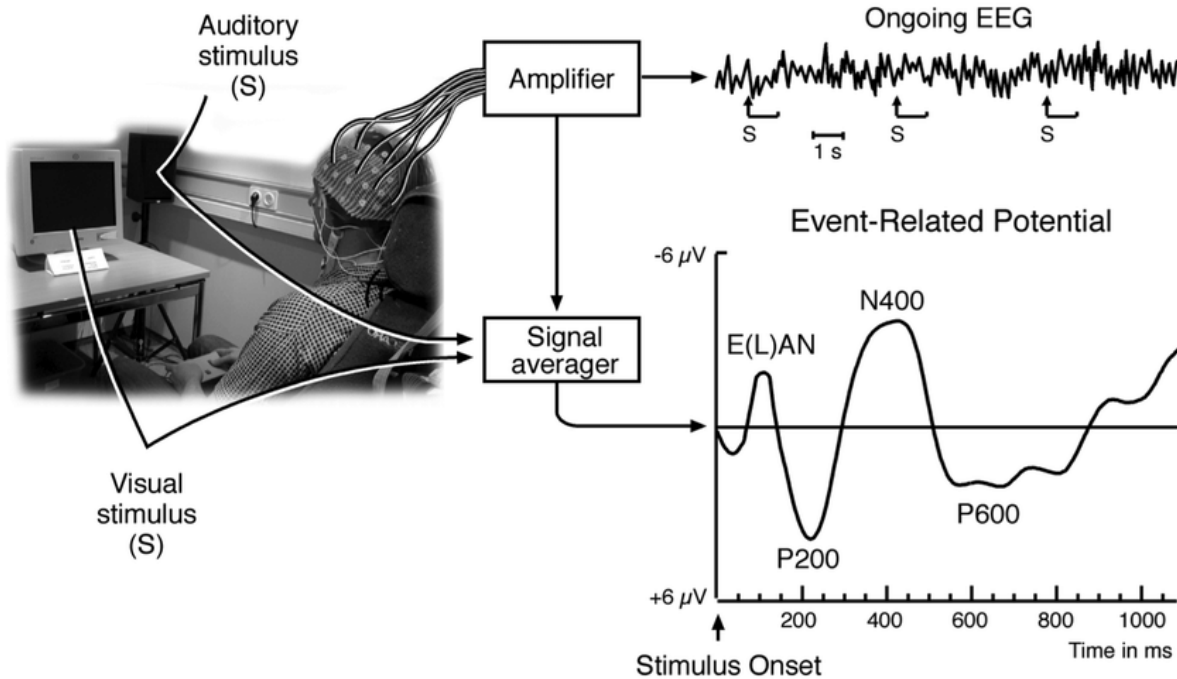 Auditory
stimulus
(S)
Amplifier
Ongoing EEG
S
S
S
1 s
Event-Related Potential
-6 µV
N400
E(L)AN
Signal
averager
Visual
stimulus
(S)
P600
P200
+6 µV
200 400 600 800 1000
Time in ms
Stimulus Onset